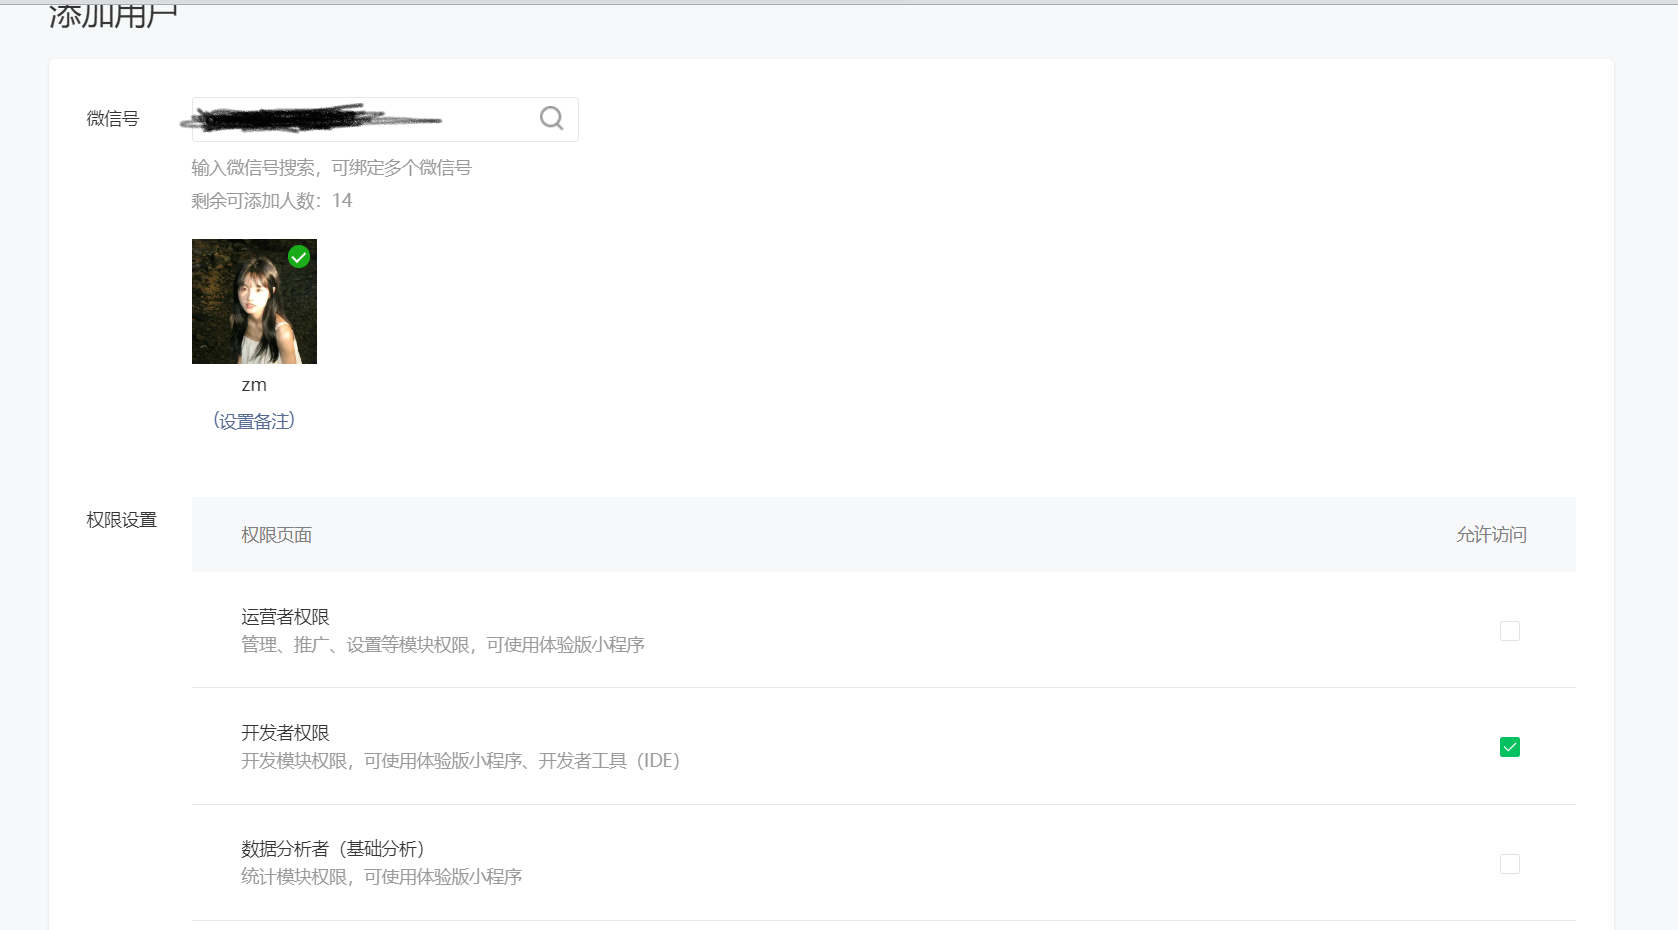 添加用户
微信号
输入微信号搜索，可绑定多个微信号
剩余可添加人数：14
zm
(设置备注)
权限设置
权限页面 允许访问
运营者权限
管理、推广、设置等模块权限，可使用体验版小程序
开发者权限
开发模块权限，可使用体验版小程序、开发者工具（IDE）
数据分析者（基础分析）
统计模块权限，可使用体验版小程序